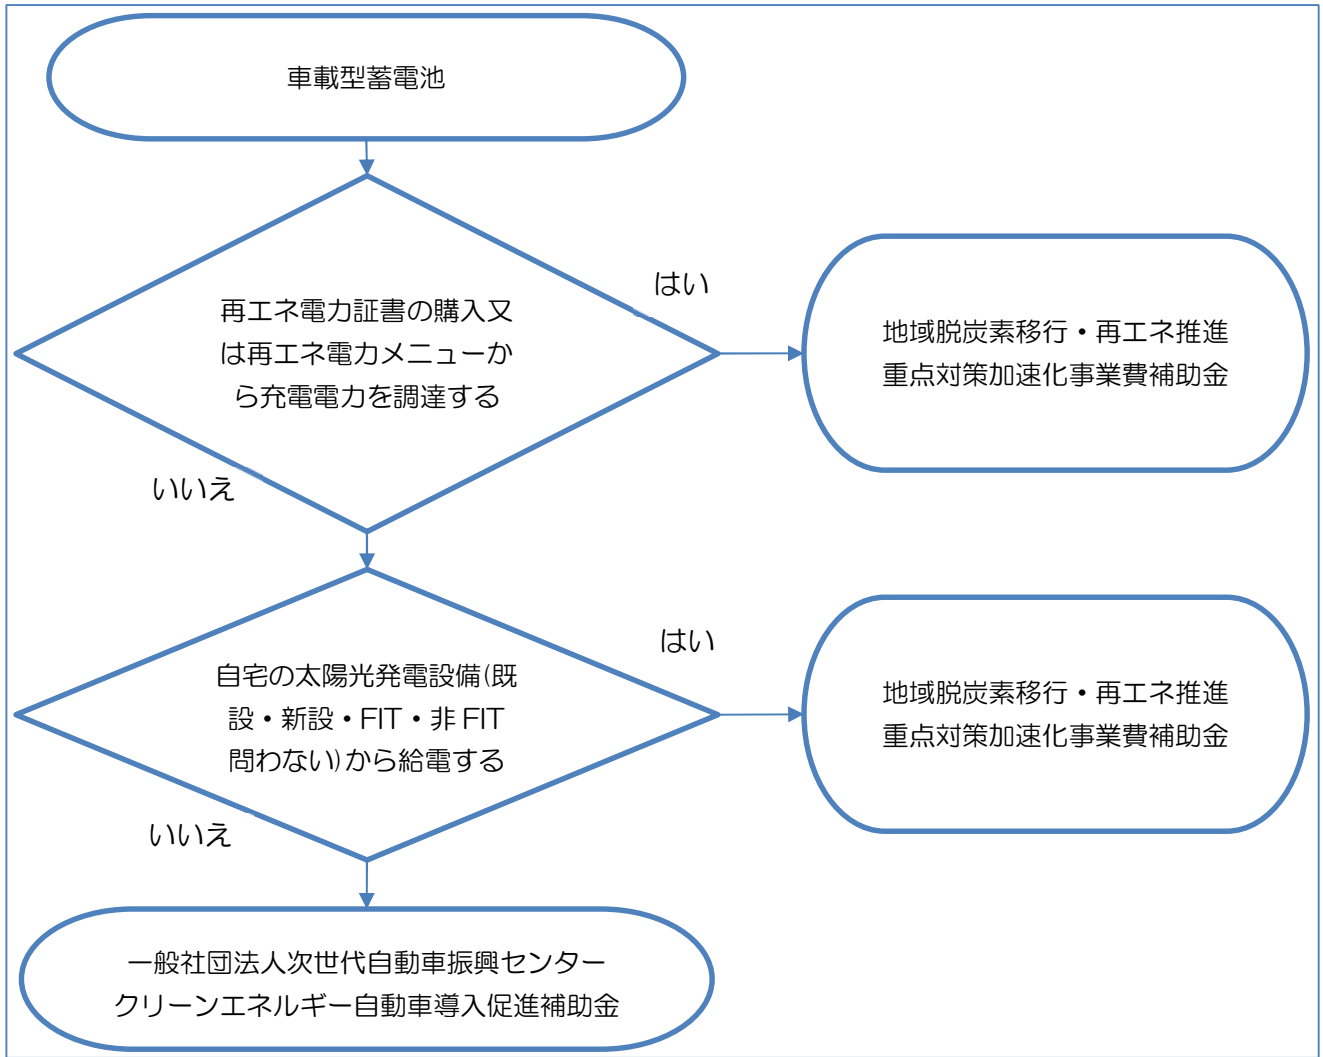 車載型蓄電池
はい
再エネ電力証書の購入又
は再エネ電力メニューか
ら充電電力を調達する
地域脱炭素移行・再エネ推進
重点対策加速化事業費補助金
いいえ
はい
自宅の太陽光発電設備(既
設・新設・FIT・非 FIT
問わない)から給電する
地域脱炭素移行・再エネ推進
重点対策加速化事業費補助金
いいえ
一般社団法人次世代自動車振興センター
クリーンエネルギー自動車導入促進補助金